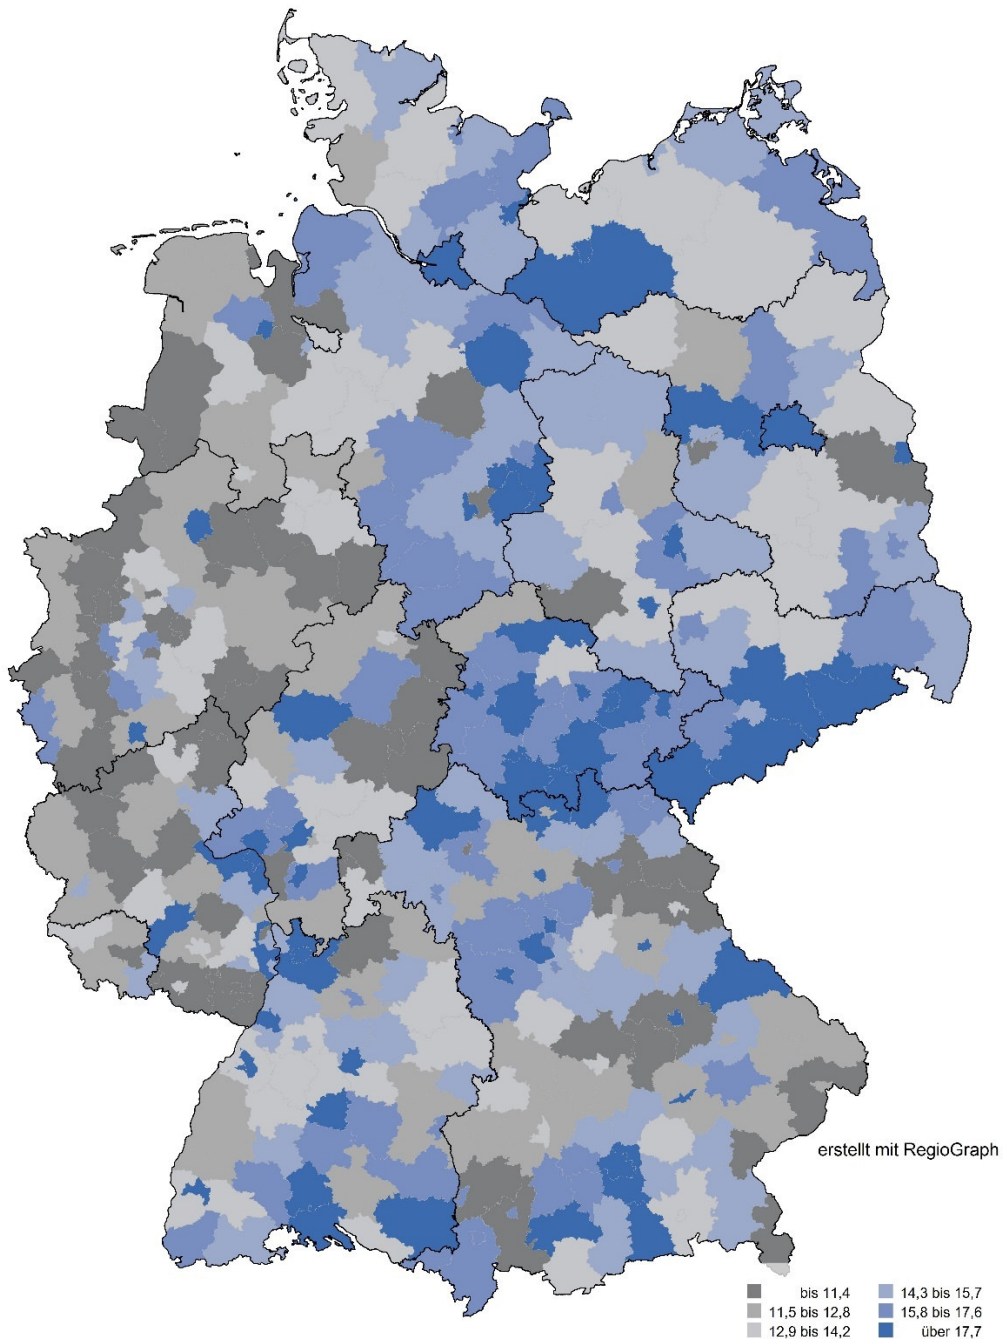 erstellt mit RegioGraph
bis 11,4
14,3 bis 15,7
11,5 bis 12,8
15,8 bis 17,6
12,9 bis 14,2
über 17,7